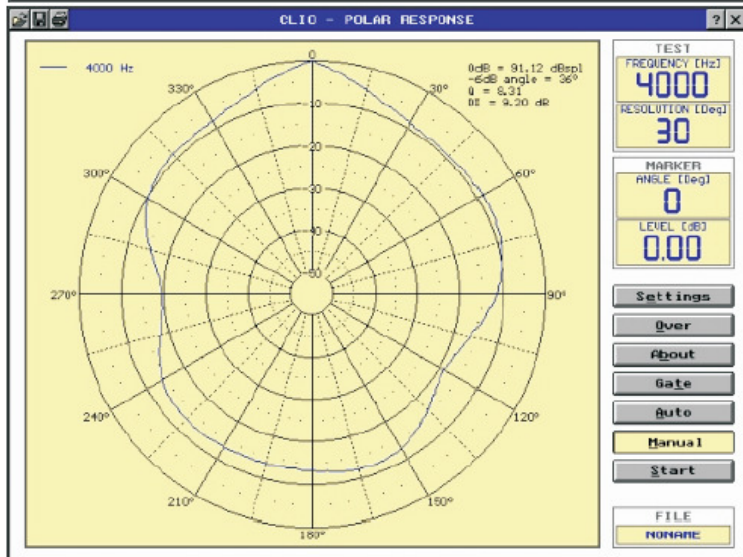 CLIO - POLAR RESPONSE
? X
4000 Hz
0
0dB = 91.12 dBspl
-6dB angle = 36°
Q = 8.31
DI = 9.20 dB
330°
30°
-10
-20
300°
60°
-30
-40
-50
270°
90°
240°
120°
210°
150°
180°
TEST
FREQUENCY [Hz]
4000
RESOLUTION [Deg]
30
MARKER
ANGLE [Deg]
0
LEVEL [dB]
0.00
Settings
Over
About
Gate
Auto
Manual
Start
FILE
NONAME